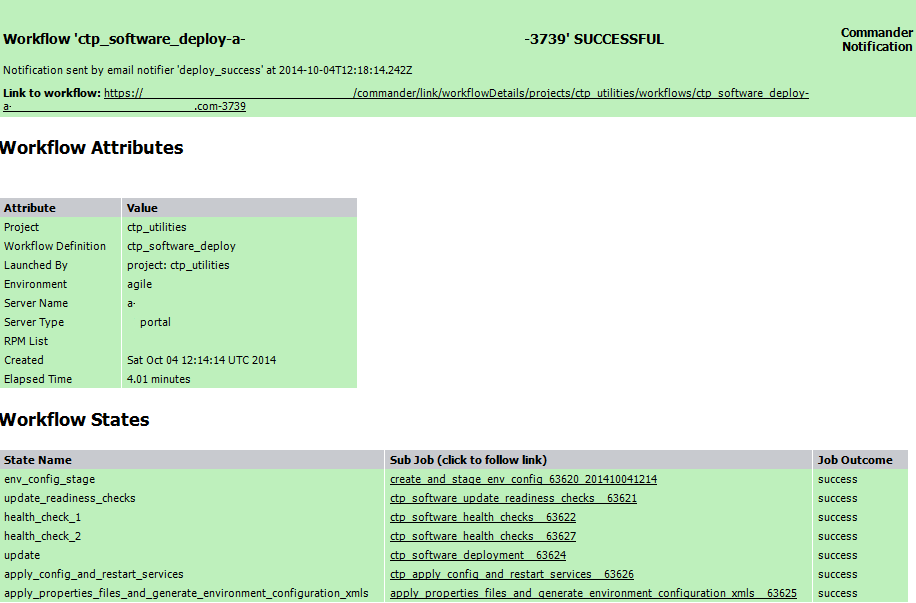 Workflow 'ctp_software_deploy-a- -3739' SUCCESSFUL
Commander
Notification
Notification sent by email notifier 'deploy_success' at 2014-10-04T12:18:14.242Z
Link to workflow: https:// /commander/link/workflowDetails/projects/ctp_utilities/workflows/ctp_software_deploy-
a- .com-3739
Workflow Attributes
Attribute Value
Project ctp_utilities
Workflow Definition ctp_software_deploy
Launched By project: ctp_utilities
Environment agile
Server Name a-
Server Type portal
RPM List
Created Sat Oct 04 12:14:14 UTC 2014
Elapsed Time 4.01 minutes
Workflow States
State Name Sub Job (click to follow link) Job Outcome
env_config_stage create_and_stage_env_config_63620_201410041214 success
update_readiness_checks ctp_software_update_readiness_checks__63621 success
health_check_1 ctp_software_health_checks__63622 success
health_check_2 ctp_software_health_checks__63627 success
update ctp_software_deployment__63624 success
apply_config_and_restart_services ctp_apply_config_and_restart_services__63626 success
apply_properties_files_and_generate_environment_configuration_xmls apply_properties_files_and_generate_environment_configuration_xmls__63625 success